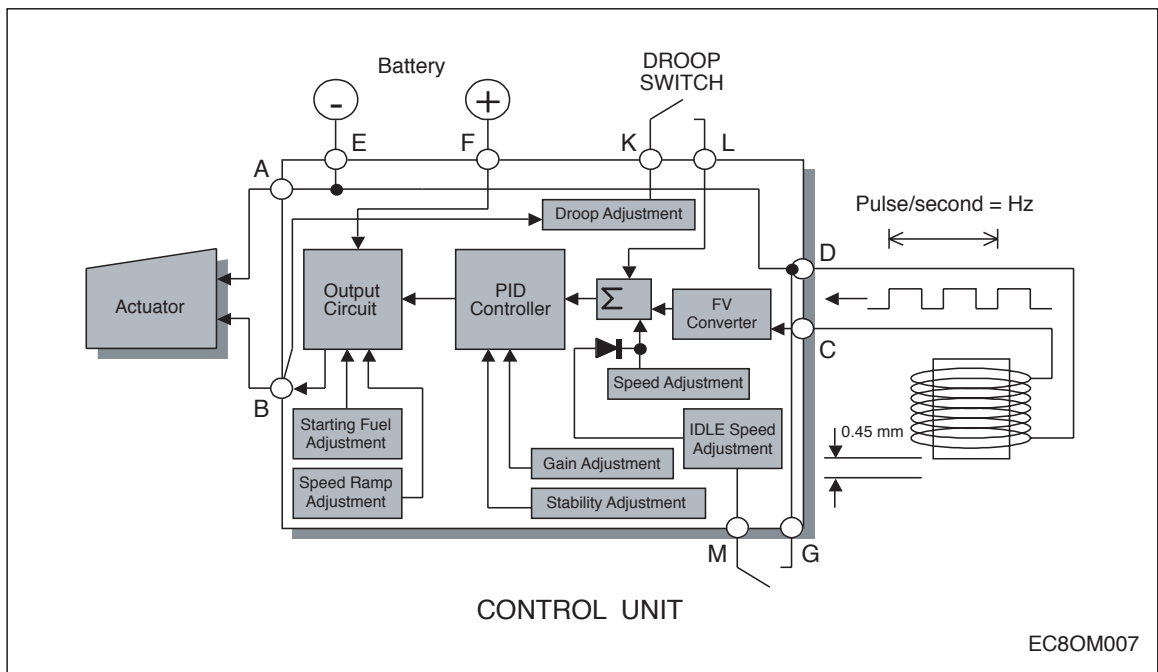 Battery
DROOP
SWITCH
-
+
E
F
K
L
A
Droop Adjustment
Pulse/second = Hz
D
Actuator
Output
Circuit
PID
Controller
Σ
FV
Converter
C
Speed Adjustment
B
Starting Fuel
Adjustment
IDLE Speed
Adjustment
0.45 mm
Gain Adjustment
Speed Ramp
Adjustment
Stability Adjustment
M
G
CONTROL UNIT
EC8OM007